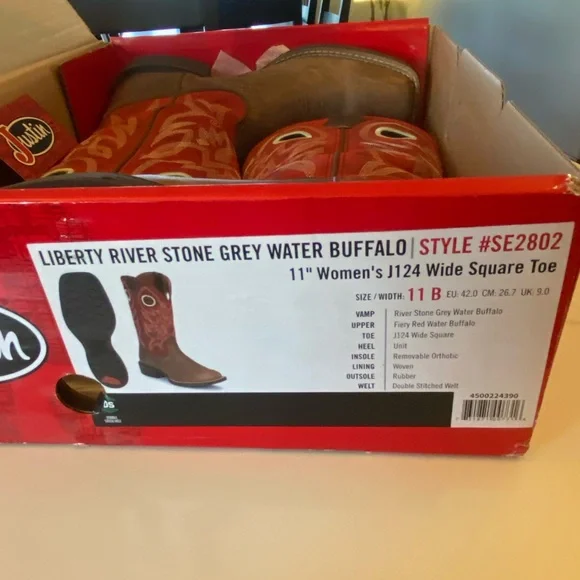 Justin
LIBERTY RIVER STONE GREY WATER BUFFALO | STYLE #SE2802
11" Women's J124 Wide Square Toe
SIZE / WIDTH: 11 B EU: 42.0 CM: 26.7 UK: 9.0
VAMP River Stone Grey Water Buffalo
UPPER Fiery Red Water Buffalo
TOE J124 Wide Square
HEEL Unit
INSOLE Removable Orthotic
LINING Woven
OUTSOLE Rubber
WELT Double Stitched Welt
4500224390